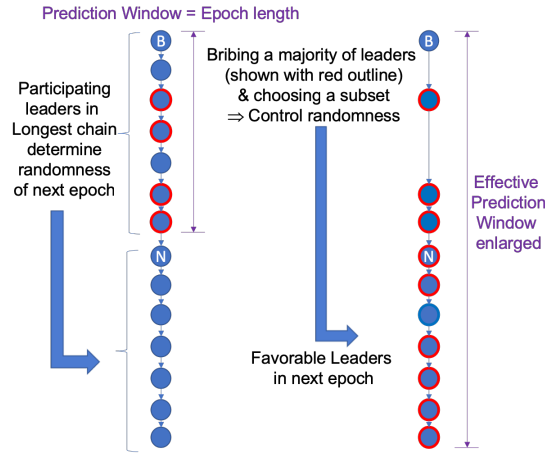 Prediction Window = Epoch length
B
Participating
leaders in
Longest chain
determine
randomness
of next epoch
N
Bribing a majority of leaders
(shown with red outline)
& choosing a subset
⇒ Control randomness
B
Effective
Prediction
Window
enlarged
N
Favorable Leaders
in next epoch